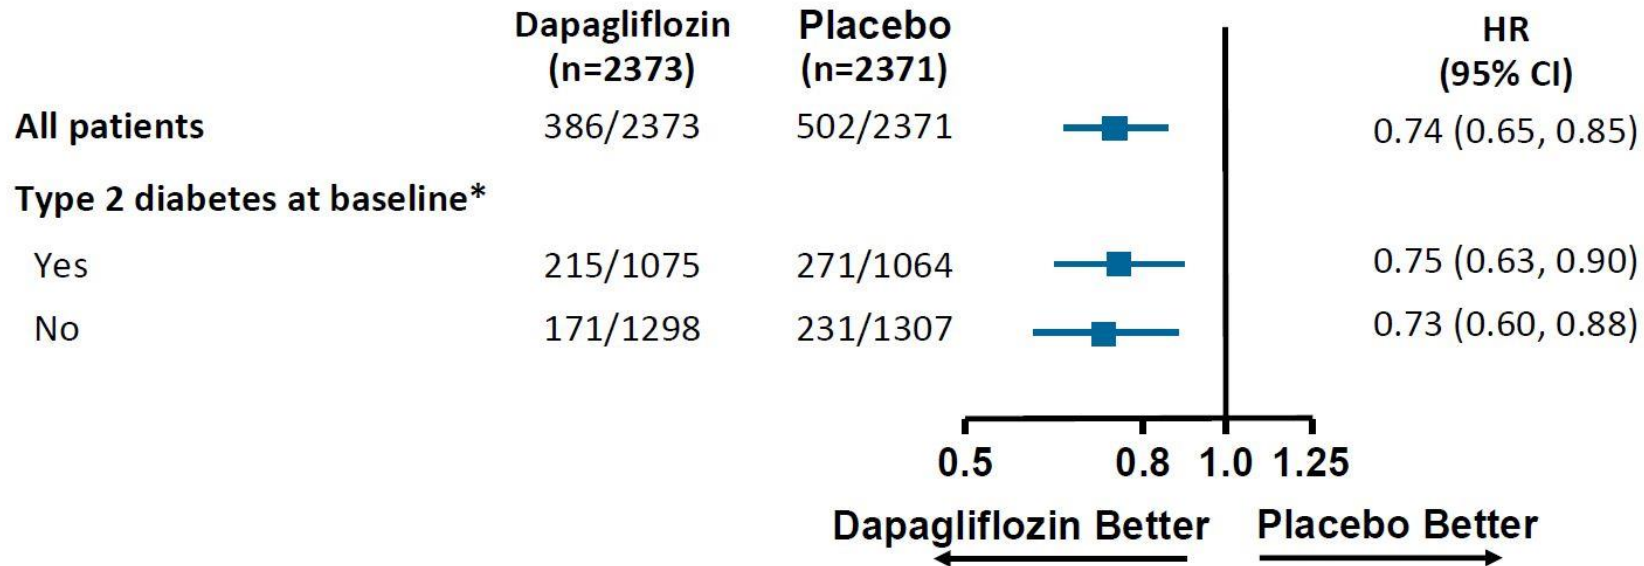 Dapagliflozin Placebo HR
(n=2373) (n=2371) (95% CI)
All patients 386/2373 502/2371 0.74 (0.65, 0.85)
Type 2 diabetes at baseline*
Yes 215/1075 271/1064 0.75 (0.63, 0.90)
No 171/1298 231/1307 0.73 (0.60, 0.88)
0.5 0.8 1.0 1.25
Dapagliflozin Better Placebo Better